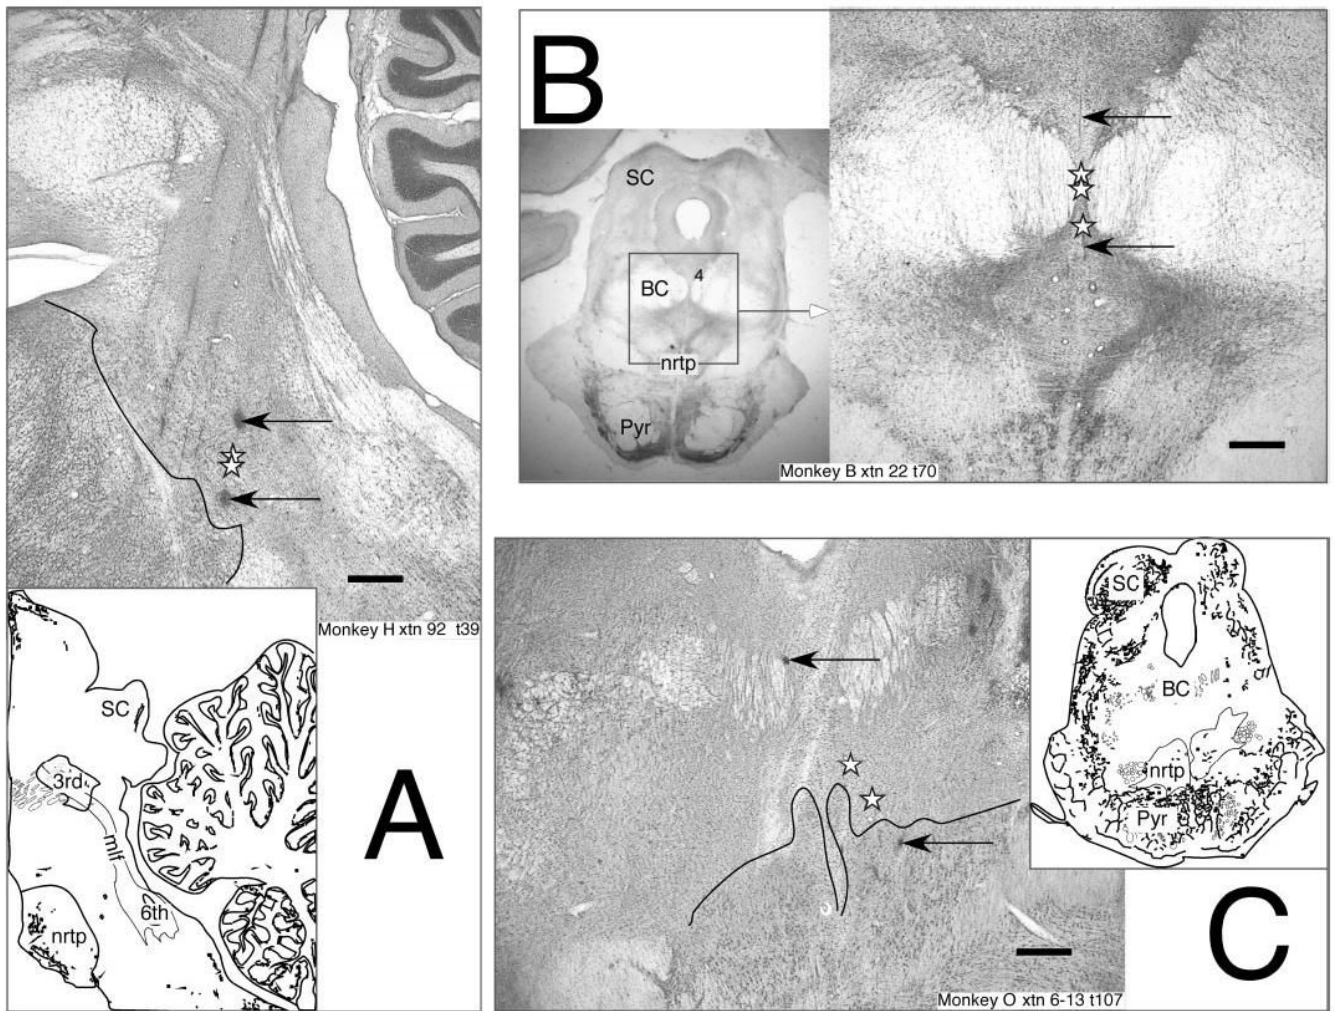 Monkey H xtn 92 t39
SC
3rd
mlf
6th
nrtp
A
B
SC
4
BC
nrtp
Pyr
Monkey B xtn 22 t70
SC
BC
nrtp
Pyr
C
Monkey O xtn 6-13 t107